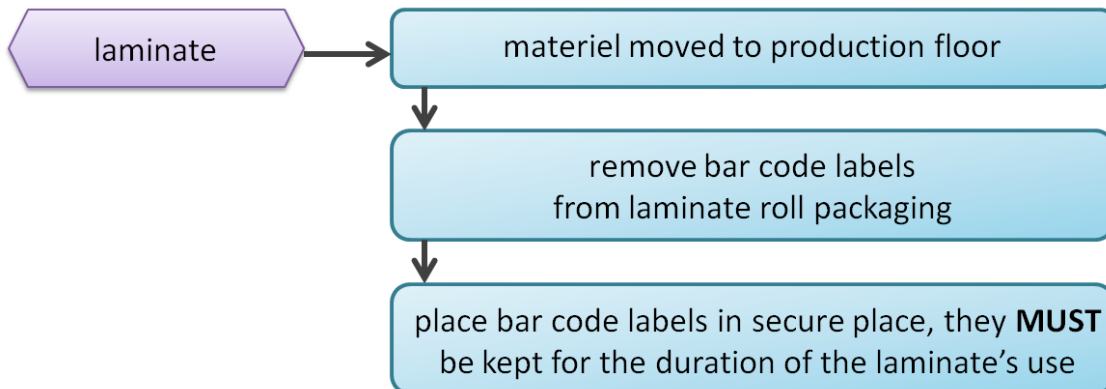 laminate
materiel moved to production floor
remove bar code labels
from laminate roll packaging
place bar code labels in secure place, they MUST
be kept for the duration of the laminate’s use